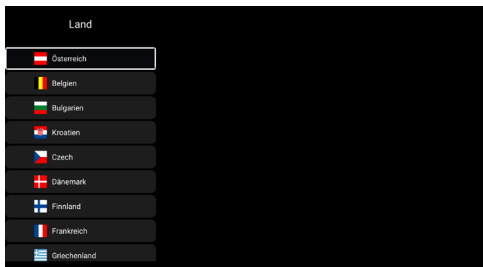 Land
Österreich
Belgien
Bulgarien
Kroatien
Czech
Dänemark
Finnland
Frankreich
Griechenland